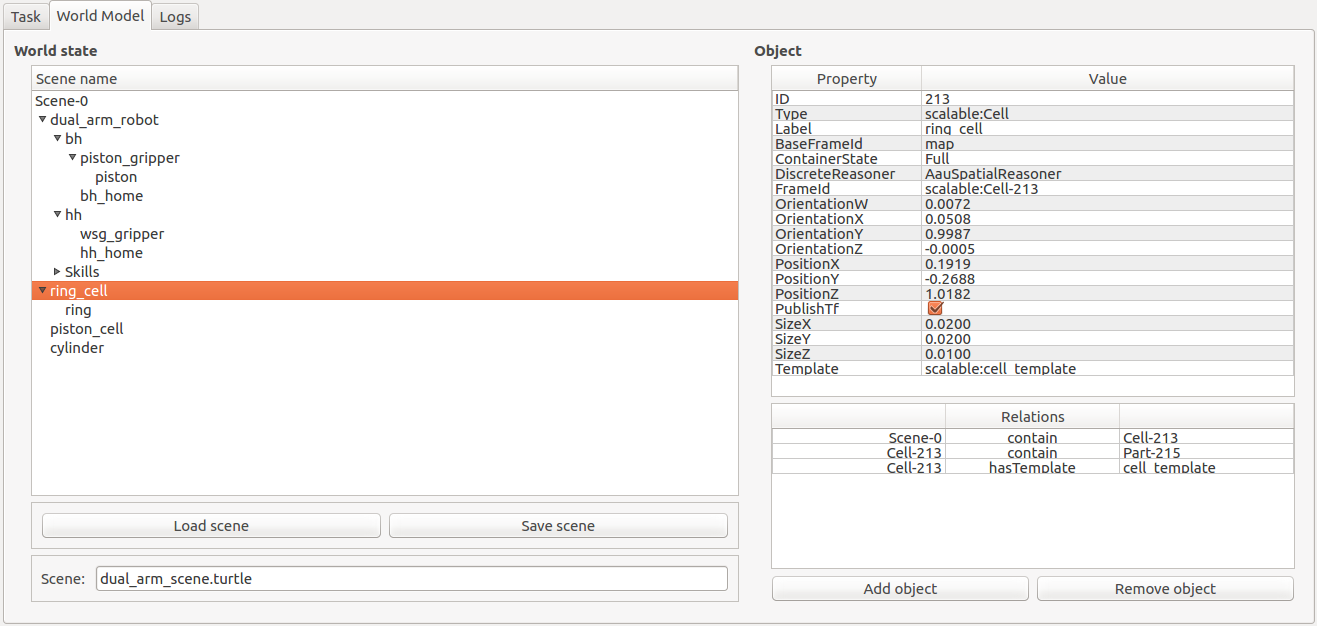 Task World Model Logs
World state
Scene name
Scene-0
dual_arm_robot
bh
piston_gripper
piston
bh_home
hh
wsg_gripper
hh_home
Skills
ring_cell
ring
piston_cell
cylinder
Load scene Save scene
Scene: dual_arm_scene.turtle
Object
Property Value
ID 213
Type scalable:Cell
Label ring_cell
BaseFrameId map
ContainerState Full
DiscreteReasoner AauSpatialReasoner
FrameId scalable:Cell-213
OrientationW 0.0072
OrientationX 0.0508
OrientationY 0.9987
OrientationZ -0.0005
PositionX 0.1919
PositionY -0.2688
PositionZ 1.0182
PublishTf
SizeX 0.0200
SizeY 0.0200
SizeZ 0.0100
Template scalable:cell_template
Relations
Scene-0 contain Cell-213
Cell-213 contain Part-215
Cell-213 hasTemplate cell_template
Add object Remove object